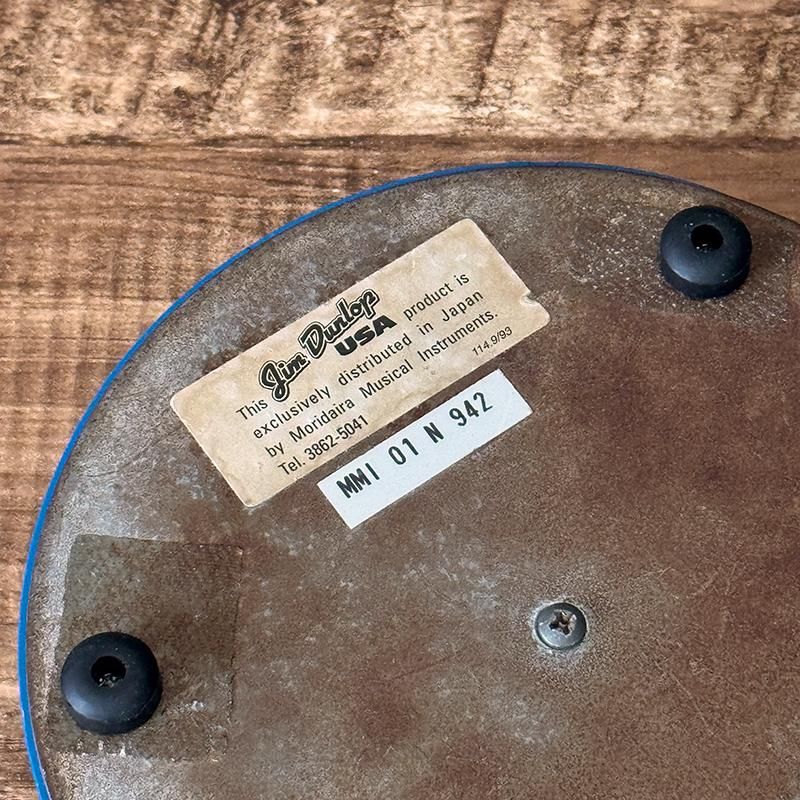 This Jim Dunlop USA product is
exclusively distributed in Japan
by Moridaira Musical Instruments.
Tel. 3862-5041
114.9/93
MMI 01 N 942